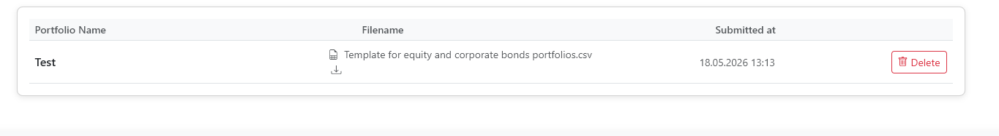 Portfolio Name Filename Submitted at
Test Template for equity and corporate bonds portfolios.csv 18.05.2026 13:13 Delete